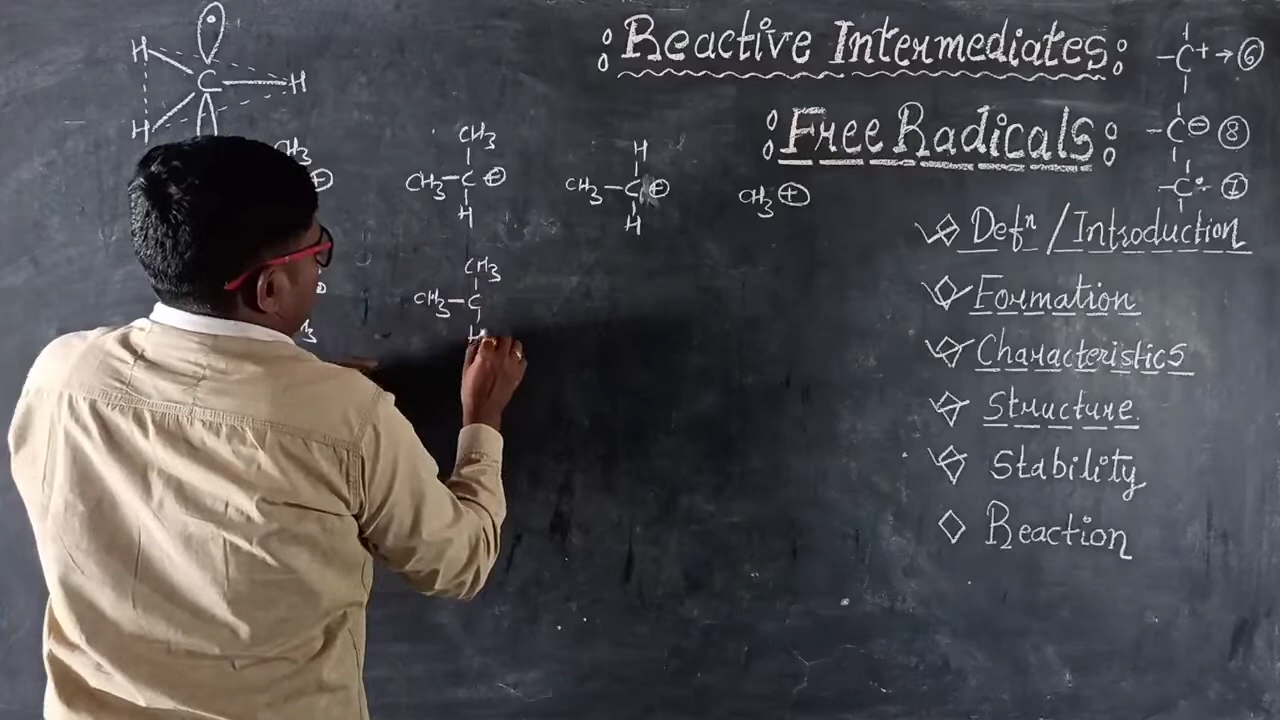 :Reactive Intermediates:
:Free Radicals:
-C+ → 6
-C⊖ 8
-C• 7
Defⁿ/Introduction
Formation
Characteristics
Structure.
Stability
Reaction
H
C
H
H
CH3
CH3
CH3-C⊕
H
H
CH3-C⊕
H
CH3⊕
CH3
CH3-C
H